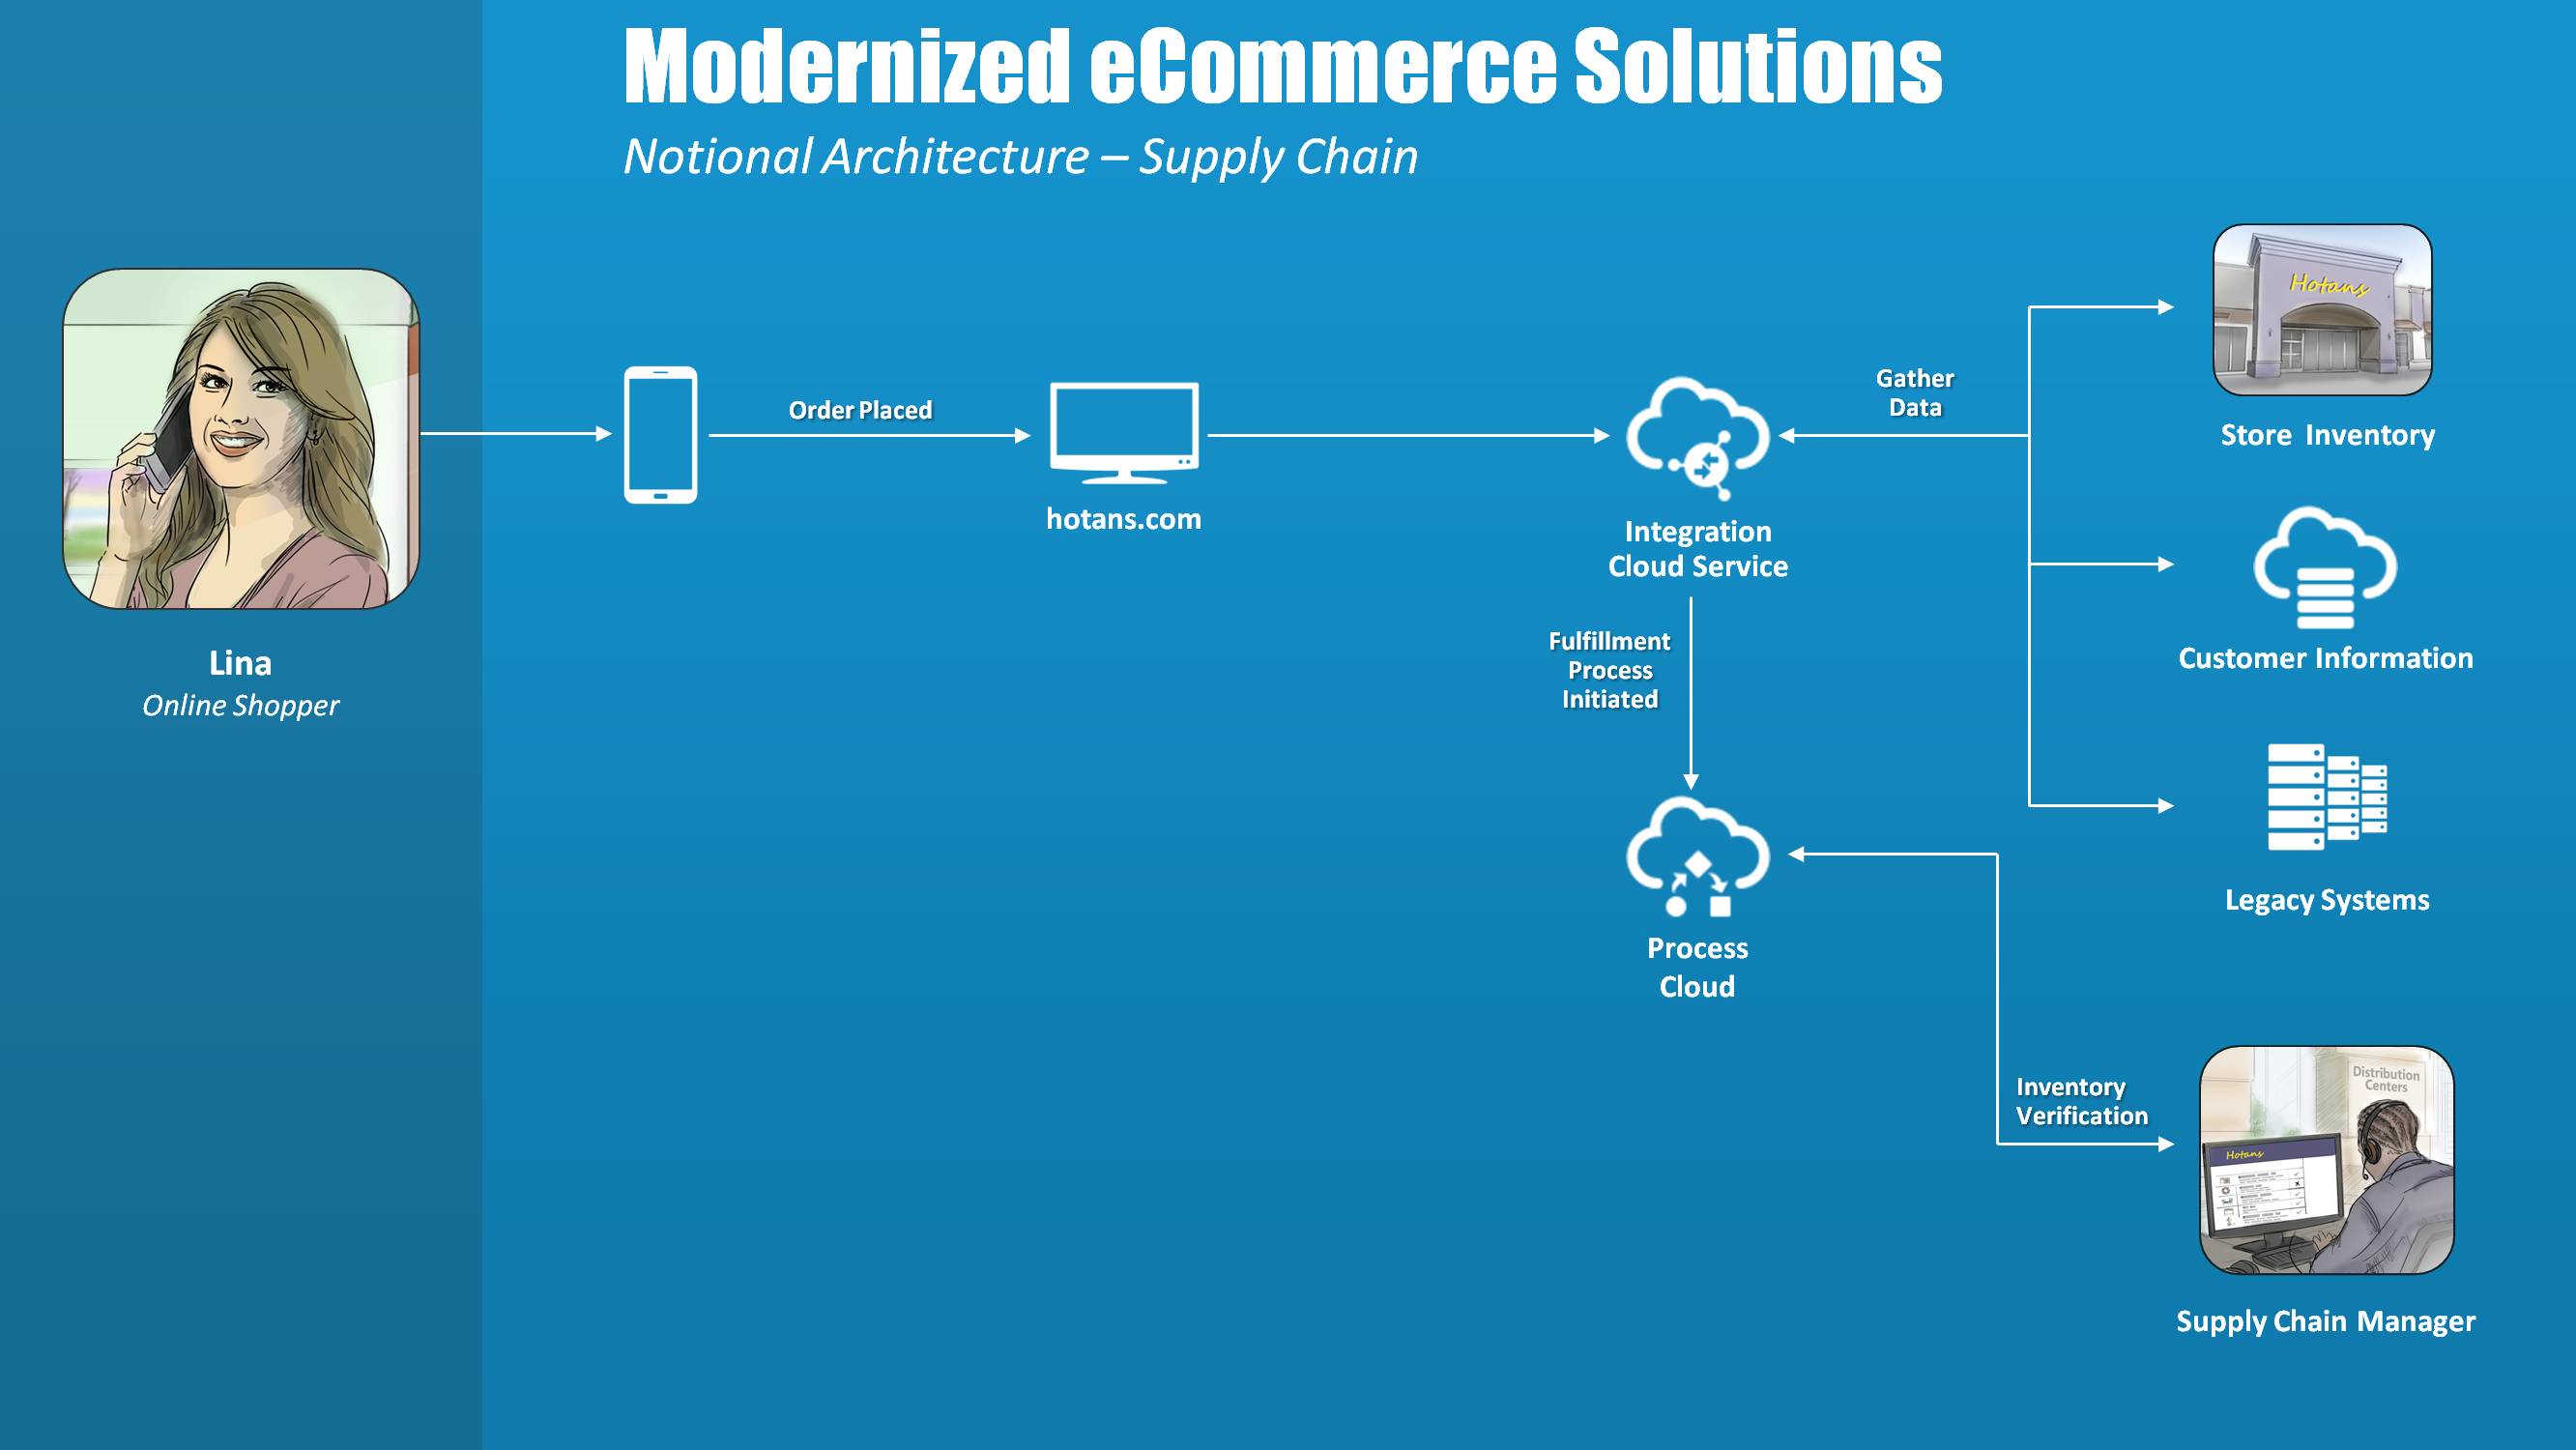 Modernized eCommerce Solutions
Notional Architecture – Supply Chain
Lina
Online Shopper
Order Placed
hotans.com
Integration
Cloud Service
Gather
Data
Hotans
Store Inventory
Customer Information
Legacy Systems
Fulfillment
Process
Initiated
Process
Cloud
Inventory
Verification
Distribution
Centers
Hotans
Supply Chain Manager